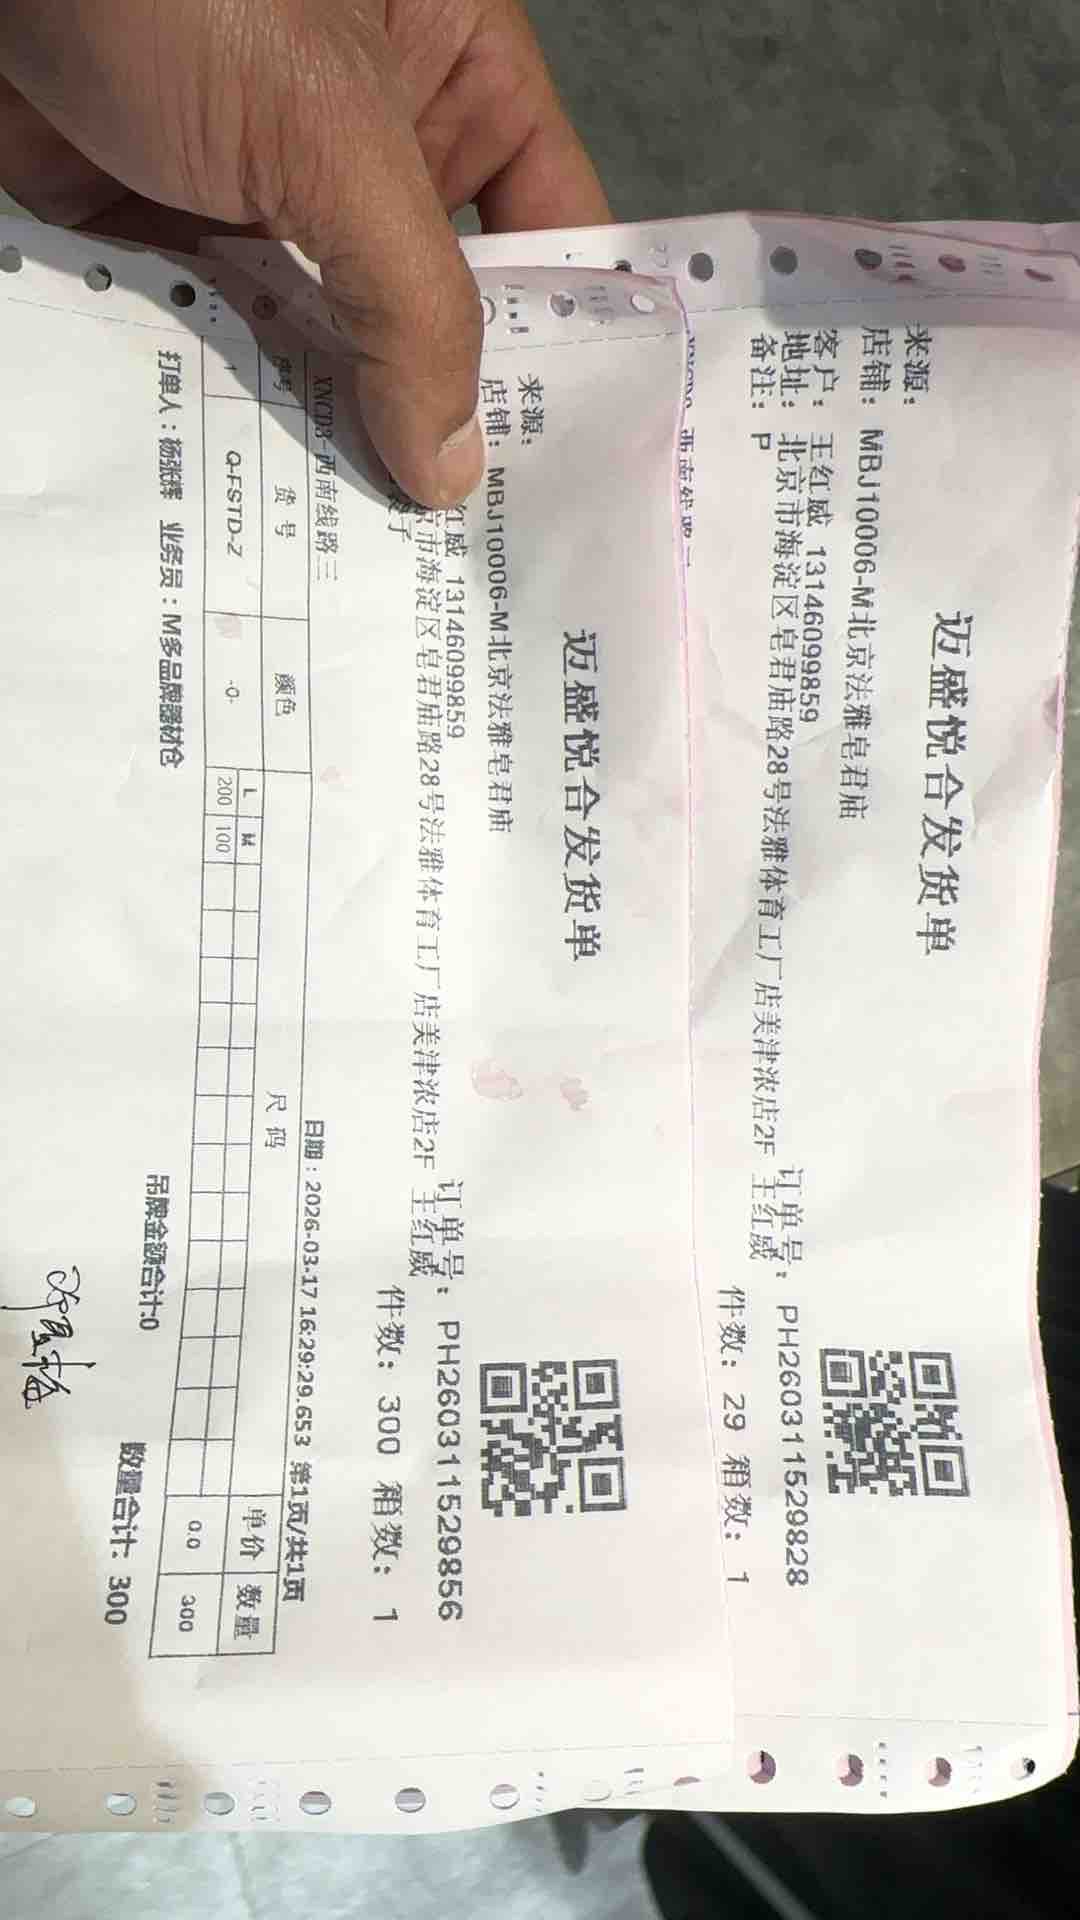 迈盛悦合发货单
来源:
店铺: MBJ10006-M北京法雅皂君庙
客户: 王红威 13146099859
订单号: PH2603115298​28
地址: 北京市海淀区皂君庙路28号法雅体育工厂店美津浓店2F 王红威
备注: P
件数: 29 箱数: 1
迈盛悦合发货单
来源:
店铺: MBJ10006-M北京法雅皂君庙
红威 13146099859
订单号: PH260311529856
京市海淀区皂君庙路28号法雅体育工厂店美津浓店2F 王红威
件数: 300 箱数: 1
XNCD3-西南线路三
日期: 2026-03-17 16:29:29.653 第1页/共1页
序号 货号 颜色 尺码 单价 数量
L M
1 Q-FSTD-Z -0- 200 100 0.0 300
打单人: 杨张辉 业务员: M多品牌器材仓 吊牌金额合计:0 数量合计: 300